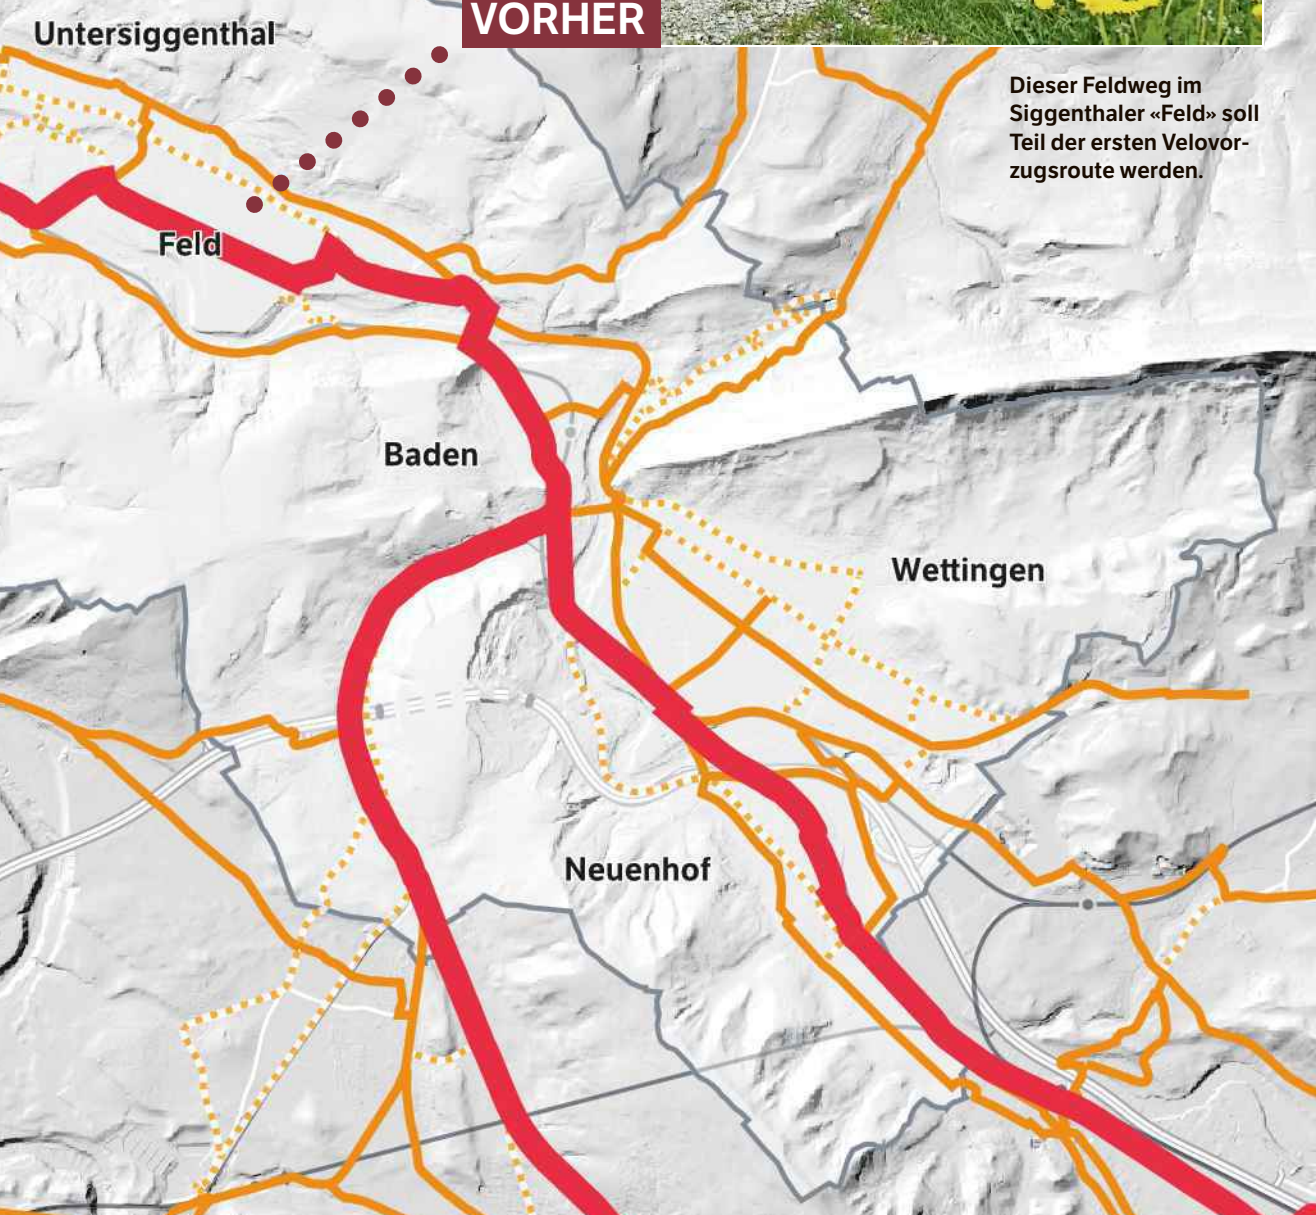 VORHER
Untersiggenthal
Dieser Feldweg im
Siggenthaler «Feld» soll
Teil der ersten Velovor-
zugsroute werden.
Feld
Baden
Wettingen
Neuenhof